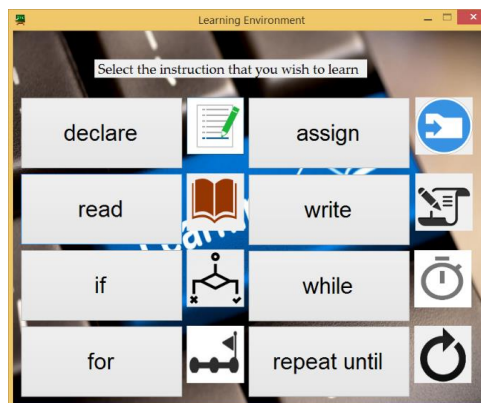 Learning Environment
Select the instruction that you wish to learn
declare
assign
read
write
if
while
for
repeat until